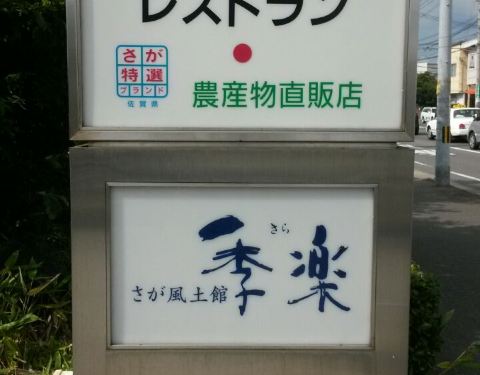 レストラン
さが
特選
ブランド
佐賀県
農産物直販店
きら
季楽
さが風土館